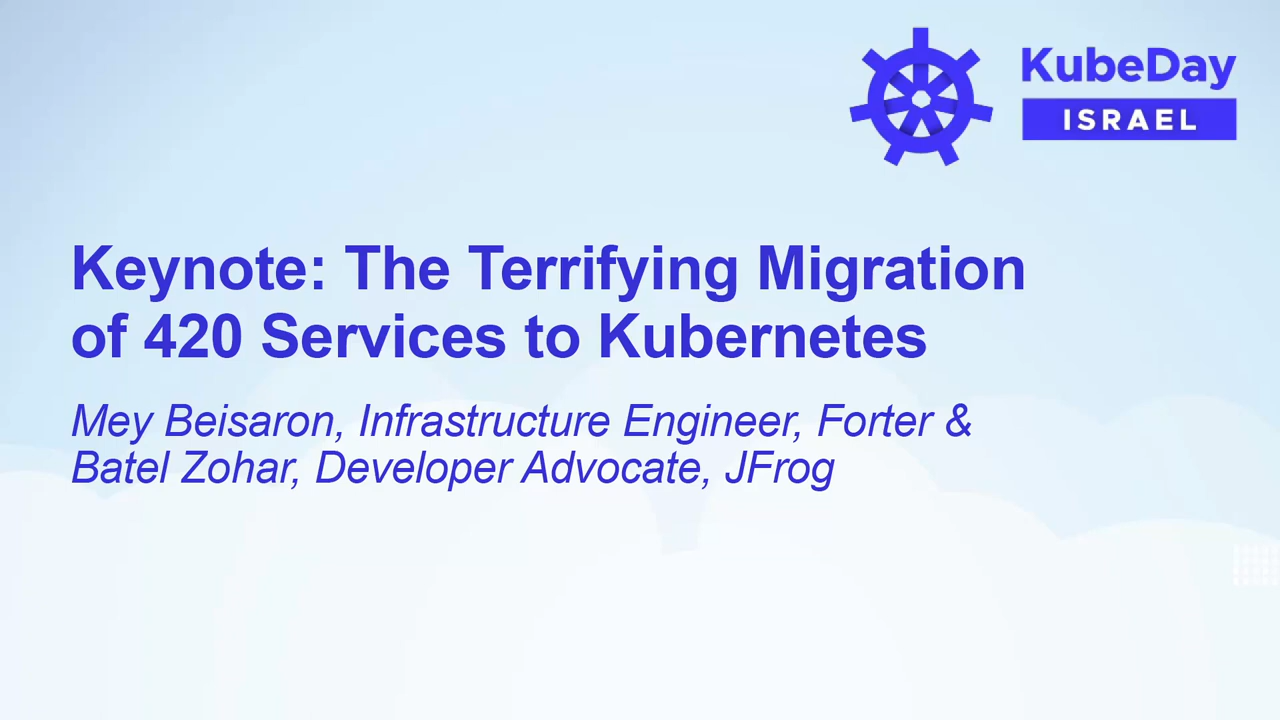 KubeDay
ISRAEL
Keynote: The Terrifying Migration
of 420 Services to Kubernetes
Mey Beisaron, Infrastructure Engineer, Forter &
Batel Zohar, Developer Advocate, JFrog